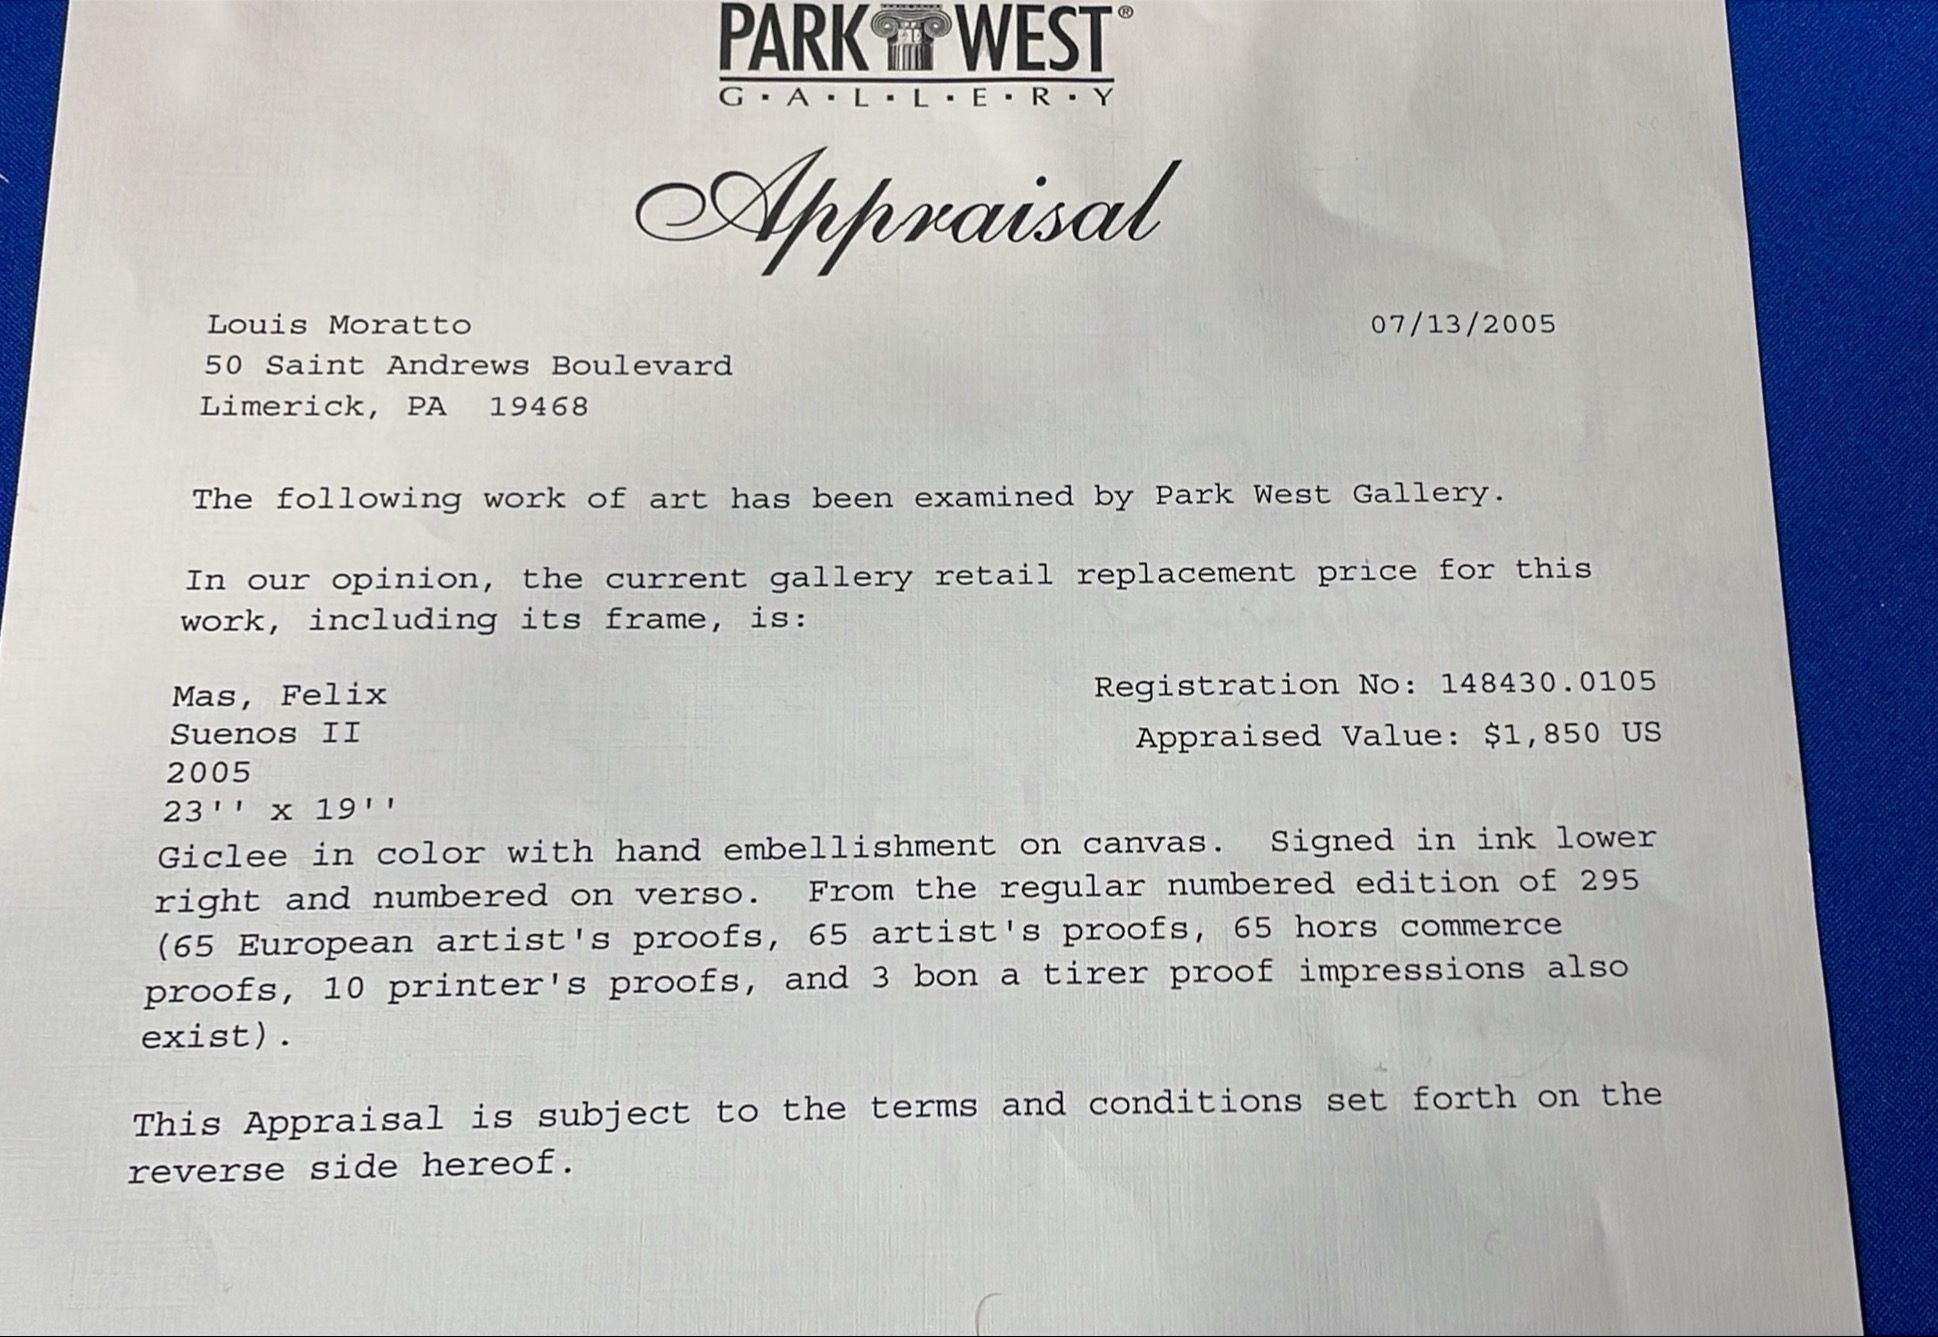 PARK WEST®
G·A·L·L·E·R·Y
Appraisal
Louis Moratto 07/13/2005
50 Saint Andrews Boulevard
Limerick, PA 19468
The following work of art has been examined by Park West Gallery.
In our opinion, the current gallery retail replacement price for this
work, including its frame, is:
Mas, Felix Registration No: 148430.0105
Suenos II Appraised Value: $1,850 US
2005
23'' x 19''
Giclee in color with hand embellishment on canvas. Signed in ink lower
right and numbered on verso. From the regular numbered edition of 295
(65 European artist's proofs, 65 artist's proofs, 65 hors commerce
proofs, 10 printer's proofs, and 3 bon a tirer proof impressions also
exist).
This Appraisal is subject to the terms and conditions set forth on the
reverse side hereof.